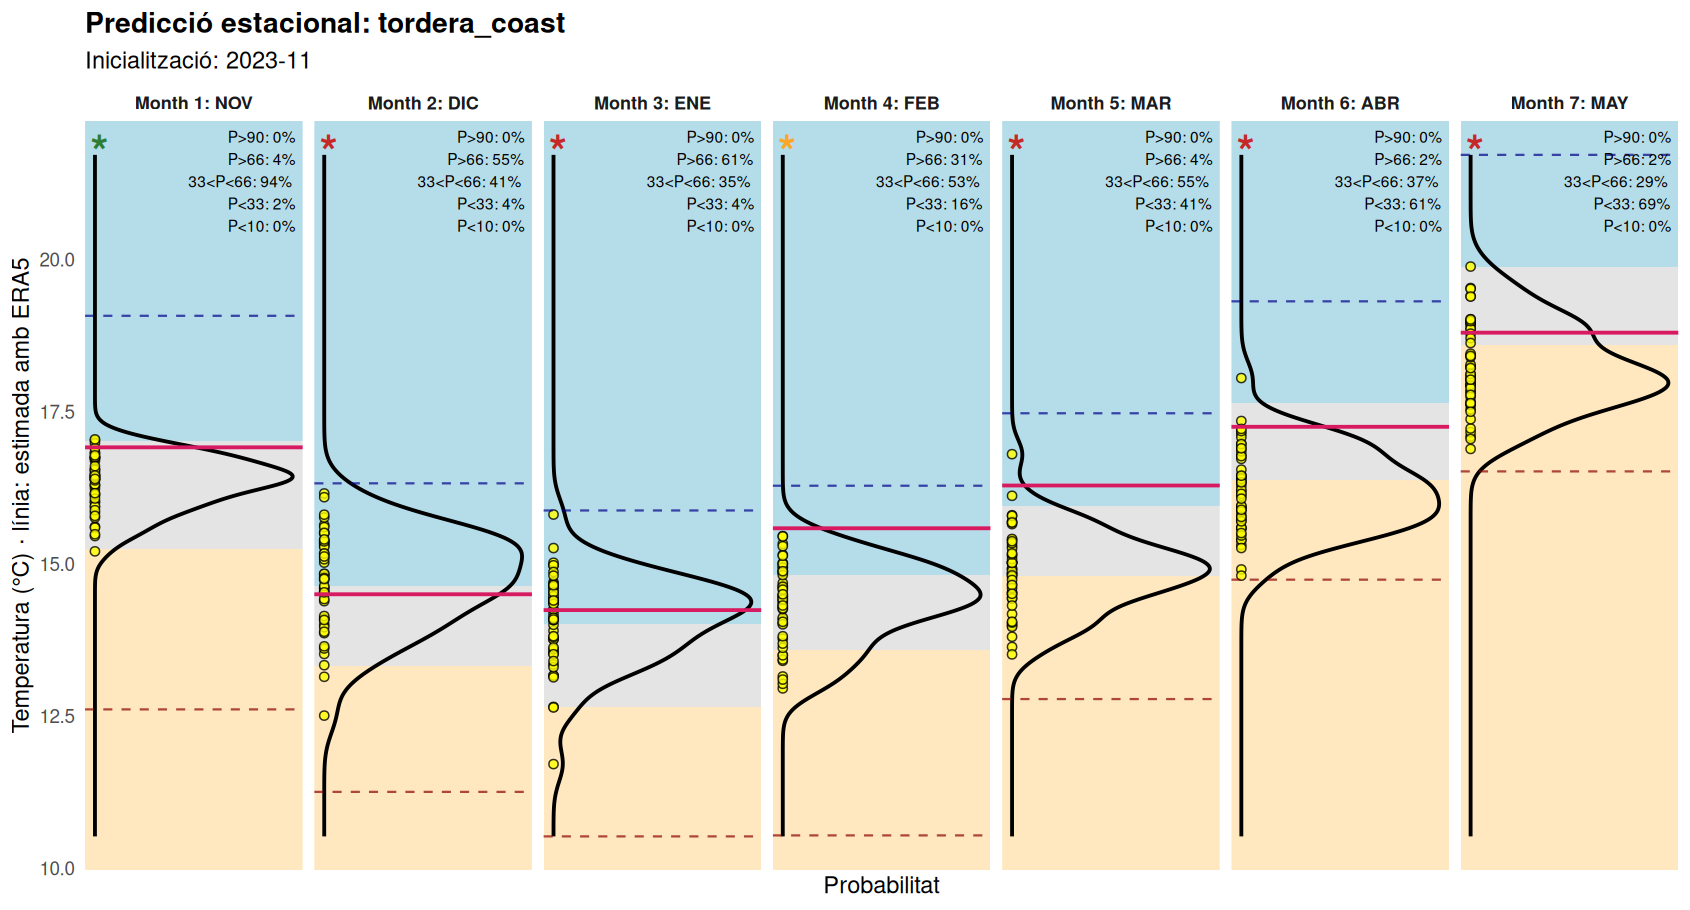 Predicció estacional: tordera_coast
Inicialització: 2023-11
Month 1: NOV
Month 2: DIC
Month 3: ENE
Month 4: FEB
Month 5: MAR
Month 6: ABR
Month 7: MAY
*
P>90: 0%
P>66: 4%
33<P<66: 94%
P<33: 2%
P<10: 0%
*
P>90: 0%
P>66: 55%
33<P<66: 41%
P<33: 4%
P<10: 0%
*
P>90: 0%
P>66: 61%
33<P<66: 35%
P<33: 4%
P<10: 0%
*
P>90: 0%
P>66: 31%
33<P<66: 53%
P<33: 16%
P<10: 0%
*
P>90: 0%
P>66: 4%
33<P<66: 55%
P<33: 41%
P<10: 0%
*
P>90: 0%
P>66: 2%
33<P<66: 37%
P<33: 61%
P<10: 0%
*
P>90: 0%
P>66: 2%
33<P<66: 29%
P<33: 69%
P<10: 0%
20.0
17.5
15.0
12.5
10.0
Temperatura (°C) · línia: estimada amb ERA5
Probabilitat